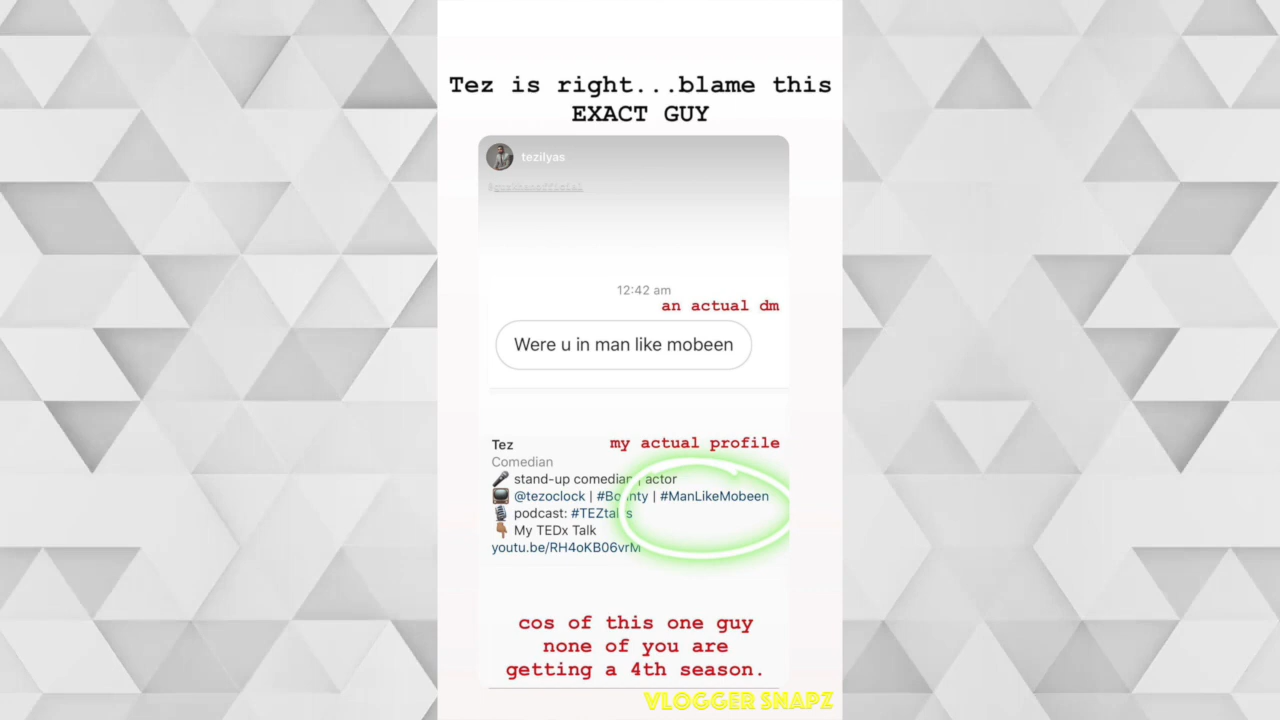 Tez is right...blame this
EXACT GUY
tezilyas
@guzkhanofficial
12:42 am
an actual dm
Were u in man like mobeen
my actual profile
Tez
Comedian
🎤 stand-up comedian | actor
📺 @tezoclock | #Bounty | #ManLikeMobeen
🎙 podcast: #TEZtalks
👇🏽 My TEDx Talk
youtu.be/RH4oKB06vrM
cos of this one guy
none of you are
getting a 4th season.
VLOGGER SNAPZ